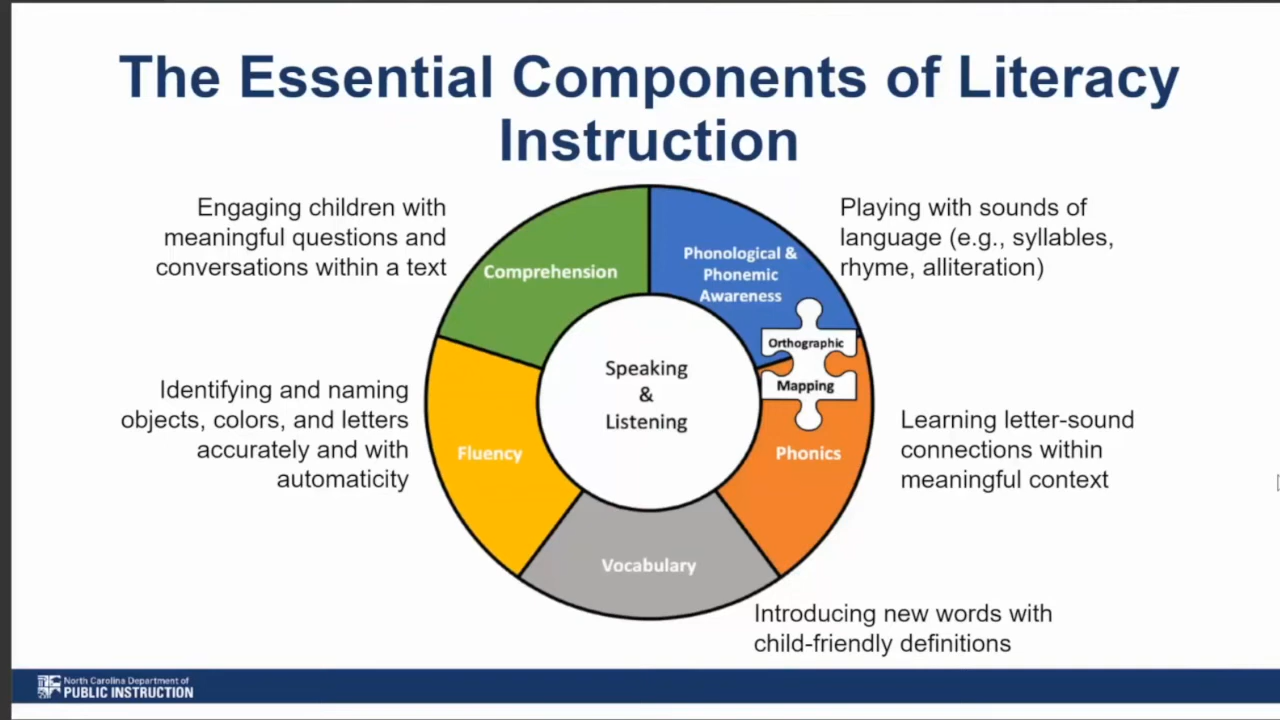 The Essential Components of Literacy
Instruction
Engaging children with
meaningful questions and
conversations within a text
Comprehension
Phonological &
Phonemic
Awareness
Playing with sounds of
language (e.g., syllables,
rhyme, alliteration)
Orthographic
Mapping
Speaking
&
Listening
Identifying and naming
objects, colors, and letters
accurately and with
automaticity
Fluency
Phonics
Learning letter-sound
connections within
meaningful context
Vocabulary
Introducing new words with
child-friendly definitions
North Carolina Department of
PUBLIC INSTRUCTION